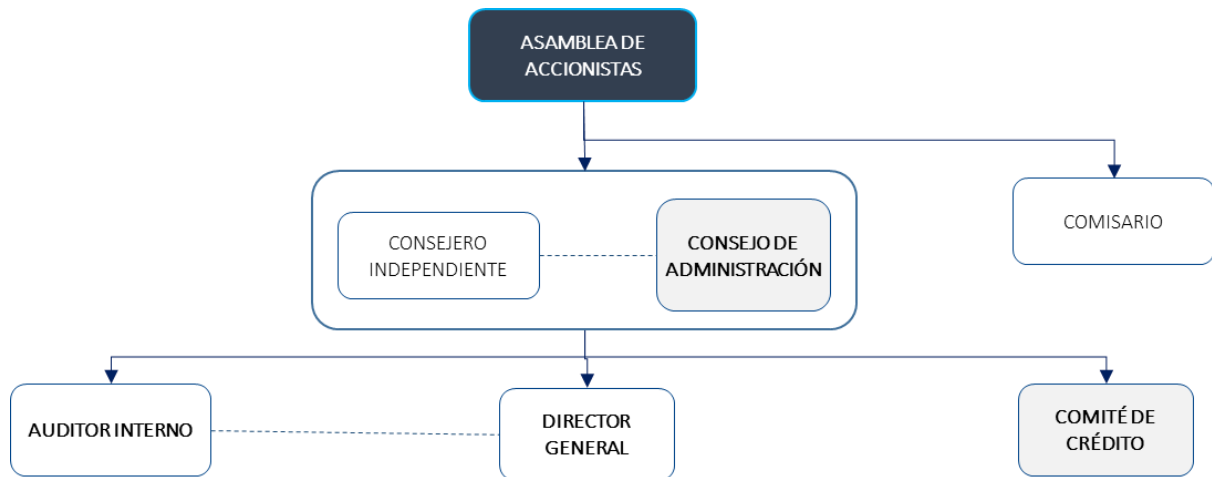 ASAMBLEA DE
ACCIONISTAS
CONSEJERO
INDEPENDIENTE
CONSEJO DE
ADMINISTRACIÓN
COMISARIO
AUDITOR INTERNO
DIRECTOR
GENERAL
COMITÉ DE
CRÉDITO